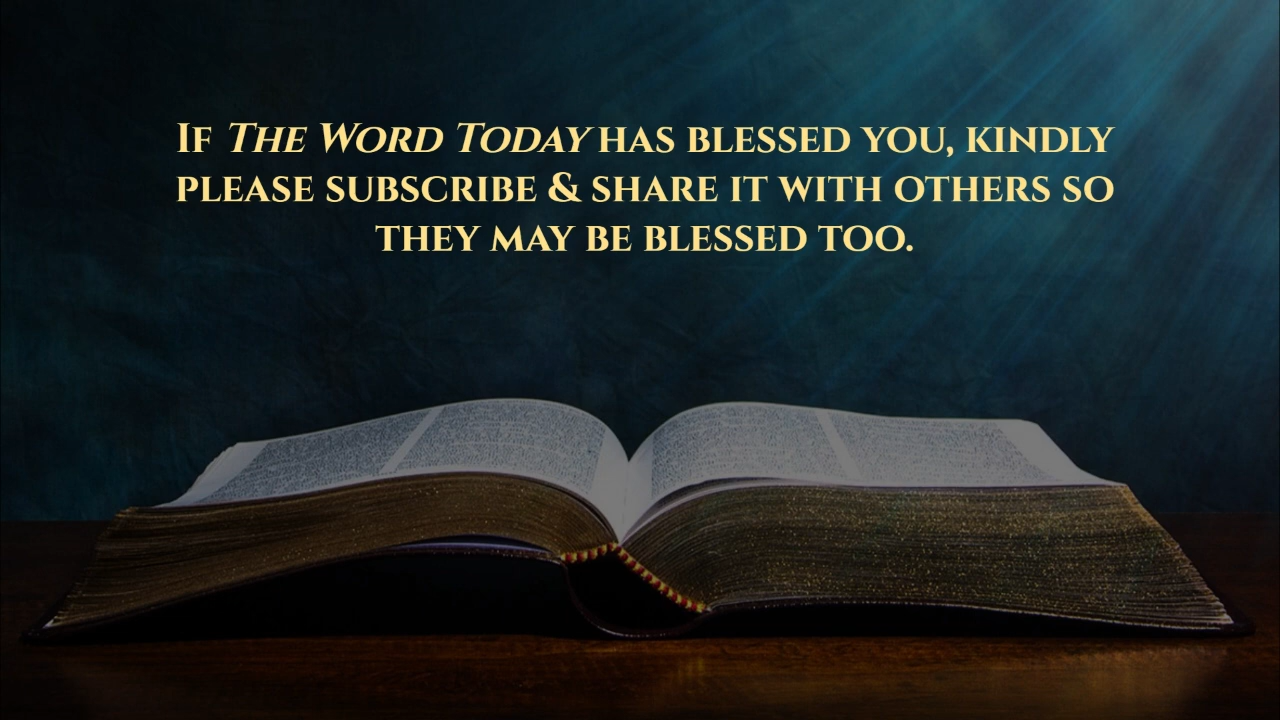 If The Word Today has blessed you, kindly
please subscribe & share it with others so
they may be blessed too.